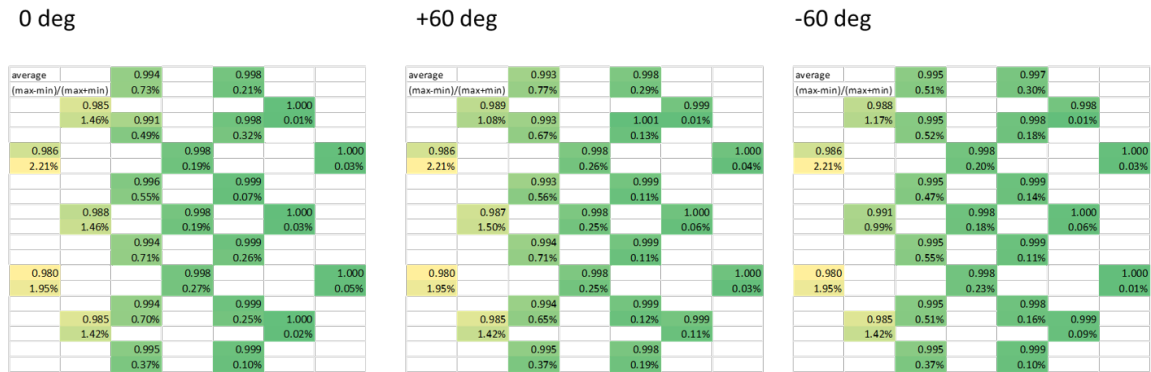 0 deg +60 deg -60 deg
average 0.994 0.998 average 0.993 0.998 average 0.995 0.997
(max-min)/(max+min) 0.73% 0.21% (max-min)/(max+min) 0.77% 0.29% (max-min)/(max+min) 0.51% 0.30%
0.985 1.000 0.989 0.999 0.988 0.998
1.46% 0.991 0.998 0.01% 1.08% 0.993 1.001 0.01% 1.17% 0.995 0.998 0.01%
0.49% 0.32% 0.67% 0.13% 0.52% 0.18%
0.986 0.998 1.000 0.986 0.998 1.000 0.986 0.998 1.000
2.21% 0.19% 0.03% 2.21% 0.26% 0.04% 2.21% 0.20% 0.03%
0.996 0.999 0.993 0.999 0.995 0.999
0.55% 0.07% 0.56% 0.11% 0.47% 0.14%
0.988 0.998 1.000 0.987 0.998 1.000 0.991 0.998 1.000
1.46% 0.19% 0.03% 1.50% 0.25% 0.06% 0.99% 0.18% 0.06%
0.994 0.999 0.994 0.999 0.995 0.999
0.71% 0.26% 0.71% 0.11% 0.55% 0.11%
0.980 0.998 1.000 0.980 0.998 1.000 0.980 0.998 1.000
1.95% 0.27% 0.05% 1.95% 0.25% 0.03% 1.95% 0.23% 0.01%
0.994 0.999 0.994 0.999 0.995 0.998
0.985 0.70% 0.25% 1.000 0.985 0.65% 0.12% 0.999 0.985 0.51% 0.16% 0.999
1.42% 0.02% 1.42% 0.11% 1.42% 0.09%
0.995 0.999 0.995 0.998 0.995 0.999
0.37% 0.10% 0.37% 0.19% 0.37% 0.10%